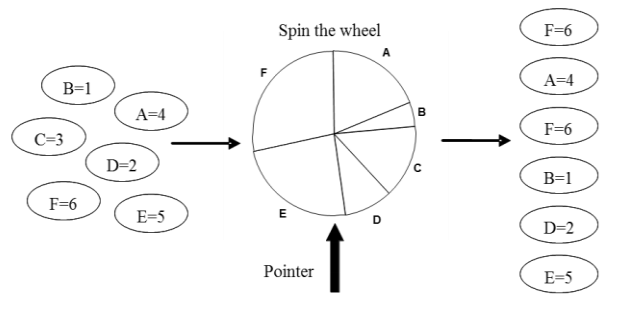 Spin the wheel
B=1
A=4
C=3
D=2
F=6
E=5
F
A
B
C
D
E
Pointer
F=6
A=4
F=6
B=1
D=2
E=5